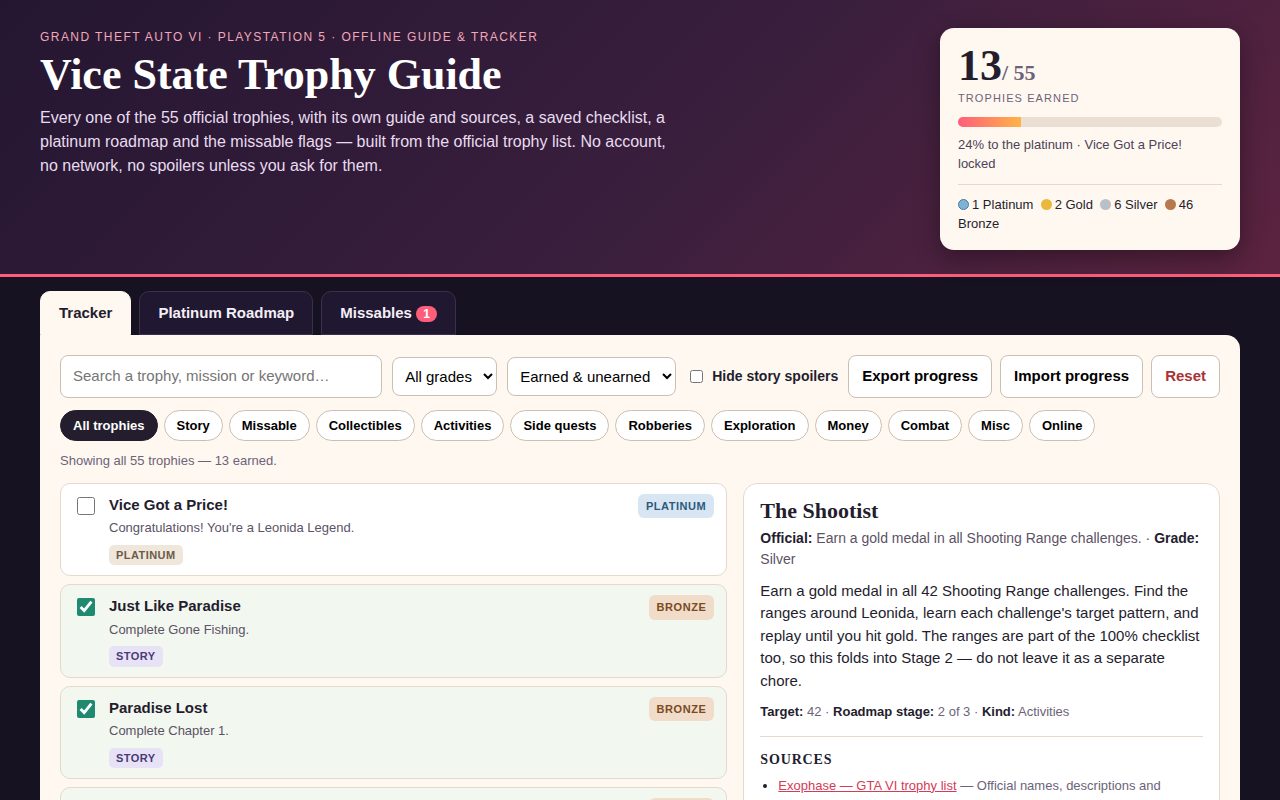 GRAND THEFT AUTO VI · PLAYSTATION 5 · OFFLINE GUIDE & TRACKER
Vice State Trophy Guide
Every one of the 55 official trophies, with its own guide and sources, a saved checklist, a
platinum roadmap and the missable flags — built from the official trophy list. No account,
no network, no spoilers unless you ask for them.
13 / 55
TROPHIES EARNED
24% to the platinum · Vice Got a Price!
locked
1 Platinum 2 Gold 6 Silver 46
Bronze
Tracker Platinum Roadmap Missables 1
Search a trophy, mission or keyword… All grades Earned & unearned Hide story spoilers Export progress Import progress Reset
All trophies Story Missable Collectibles Activities Side quests Robberies Exploration Money Combat Misc Online
Showing all 55 trophies — 13 earned.
Vice Got a Price! PLATINUM
Congratulations! You're a Leonida Legend.
PLATINUM
Just Like Paradise BRONZE
Complete Gone Fishing.
STORY
Paradise Lost BRONZE
Complete Chapter 1.
STORY
The Shootist
Official: Earn a gold medal in all Shooting Range challenges. · Grade:
Silver
Earn a gold medal in all 42 Shooting Range challenges. Find the
ranges around Leonida, learn each challenge's target pattern, and
replay until you hit gold. The ranges are part of the 100% checklist
too, so this folds into Stage 2 — do not leave it as a separate
chore.
Target: 42 · Roadmap stage: 2 of 3 · Kind: Activities
SOURCES
Exophase — GTA VI trophy list — Official names, descriptions and